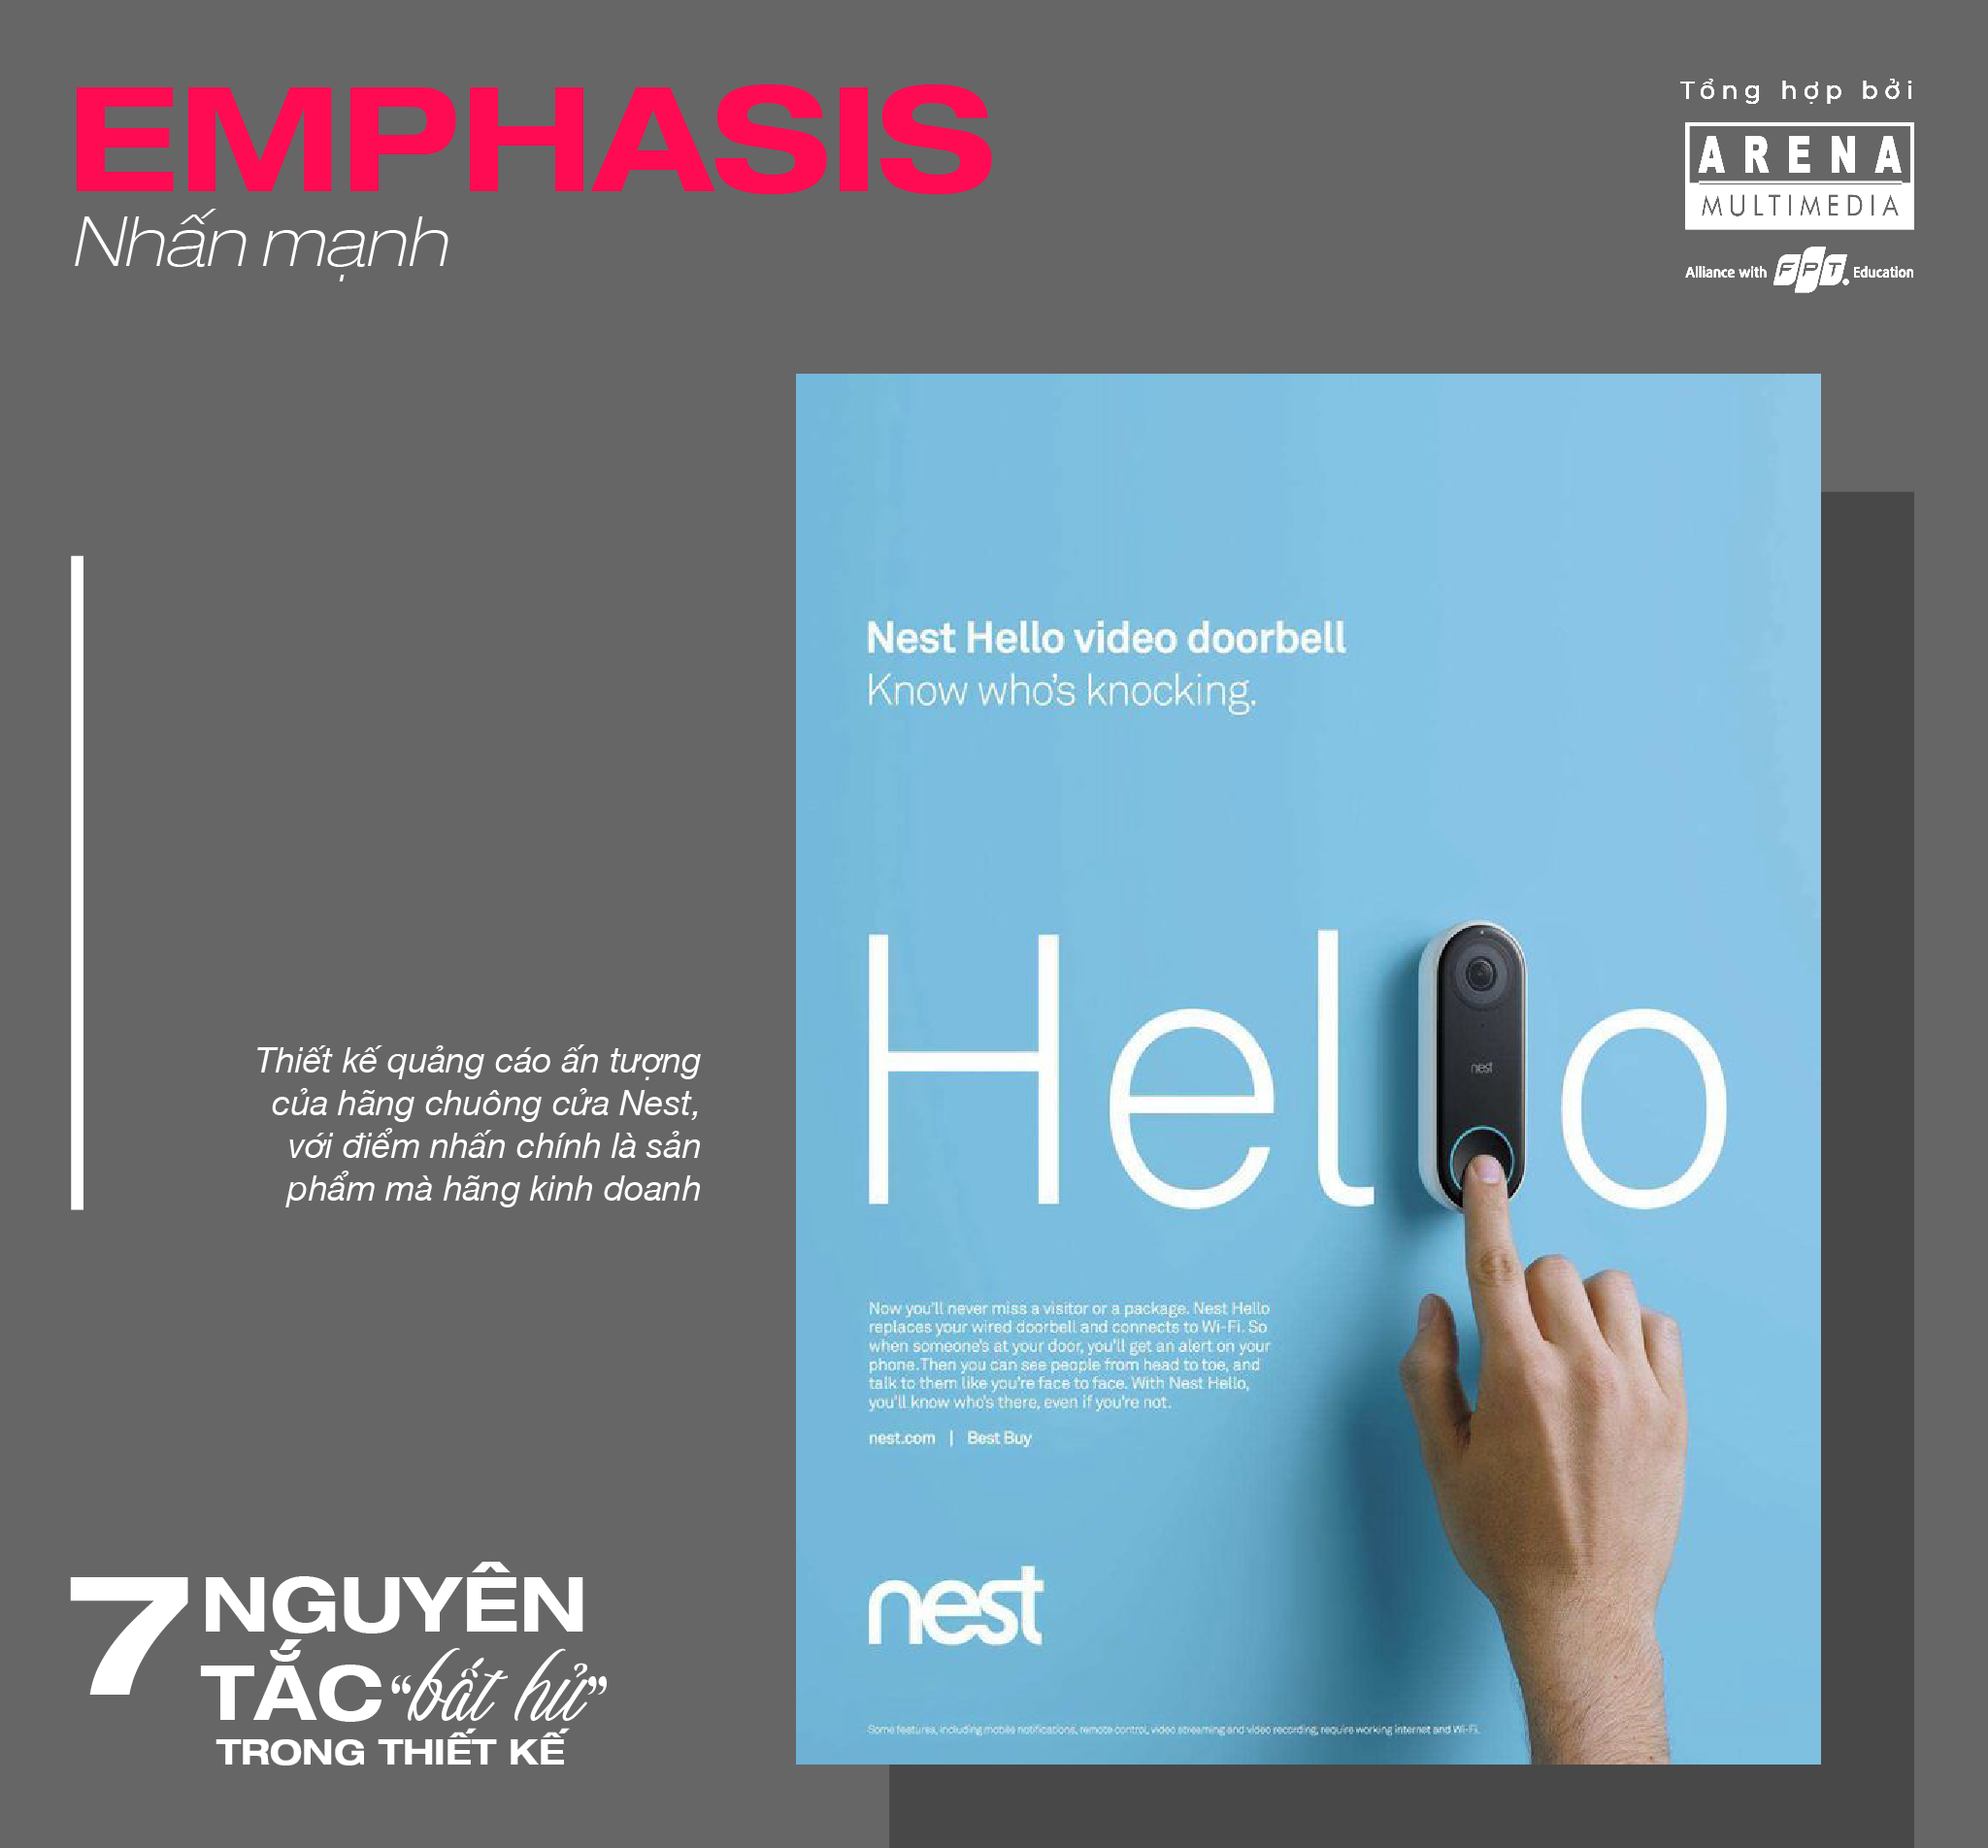 EMPHASIS
Nhấn mạnh
Tổng hợp bởi
ARENA
MULTIMEDIA
Alliance with FPT. Education
Nest Hello video doorbell
Know who's knocking.
Hel o
nest
Thiết kế quảng cáo ấn tượng
của hãng chuông cửa Nest,
với điểm nhấn chính là sản
phẩm mà hãng kinh doanh
Now you'll never miss a visitor or a package. Nest Hello
replaces your wired doorbell and connects to Wi-Fi. So
when someone's at your door, you'll get an alert on your
phone.Then you can see people from head to toe, and
talk to them like you're face to face. With Nest Hello,
you'll know who's there, even if you're not.
nest.com | Best Buy
nest
Some features, including mobile notifications, remote control, video streaming and video recording, require working internet and Wi-Fi.
7 NGUYÊN
TẮC "bất hủ"
TRONG THIẾT KẾ